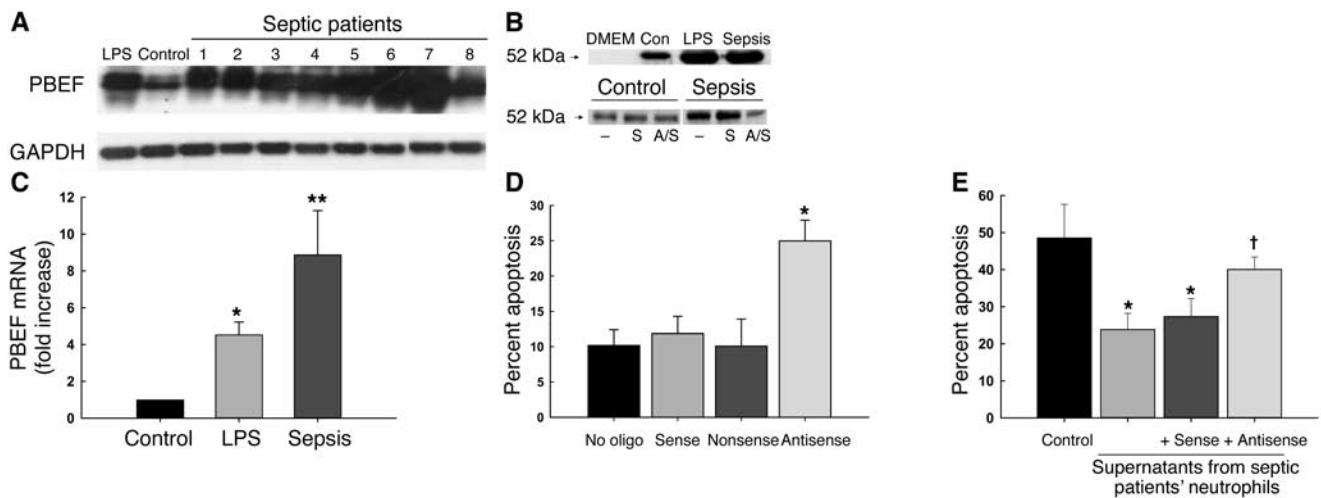 A
Septic patients
LPS Control 1 2 3 4 5 6 7 8
PBEF
GAPDH
B
DMEM Con LPS Sepsis
52 kDa →
Control Sepsis
52 kDa →
– S A/S – S A/S
C
PBEF mRNA
(fold increase)
12
10
8
6
4
2
0
*
**
Control LPS Sepsis
D
Percent apoptosis
30
25
20
15
10
5
0
*
No oligo Sense Nonsense Antisense
E
Percent apoptosis
60
50
40
30
20
10
0
* * †
Control + Sense + Antisense
Supernatants from septic
patients' neutrophils